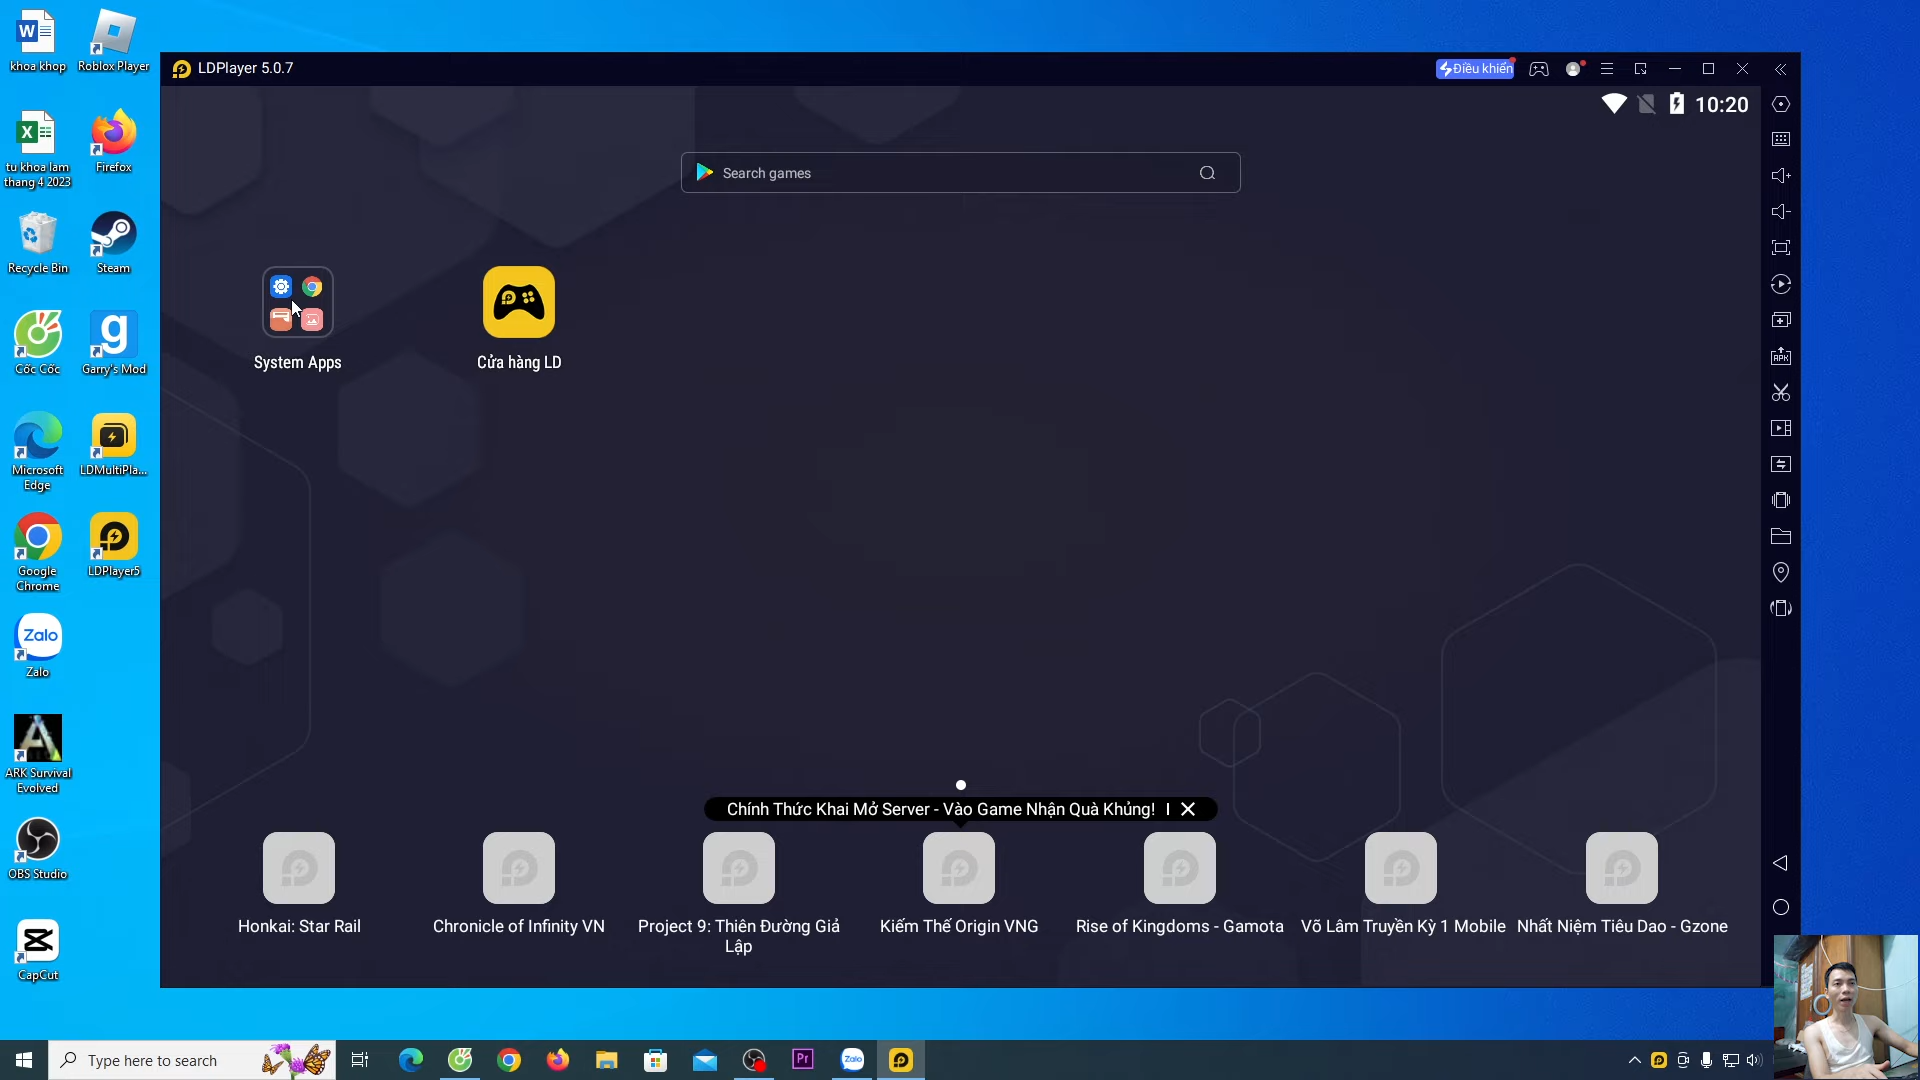 khoa khop
Roblox Player
tu khoa lam
thang 4 2023
Firefox
Recycle Bin
Steam
Cốc Cốc
Garry's Mod
Microsoft
Edge
LDMultiPla...
Google
Chrome
LDPlayer5
Zalo
Zalo
ARK Survival
Evolved
OBS Studio
CapCut
LDPlayer 5.0.7
Điều khiển
10:20
Search games
System Apps
Cửa hàng LD
APK
Chính Thức Khai Mở Server - Vào Game Nhận Quà Khủng! I
Honkai: Star Rail
Chronicle of Infinity VN
Project 9: Thiên Đường Giả
Lập
Kiếm Thế Origin VNG
Rise of Kingdoms - Gamota
Võ Lâm Truyền Kỳ 1 Mobile
Nhất Niệm Tiêu Dao - Gzone
Type here to search
Pr
Zalo